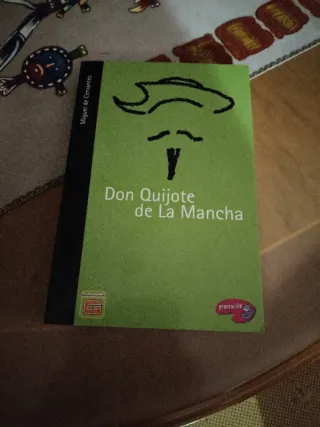 Miguel de Cervantes
Don Quijote
de La Mancha